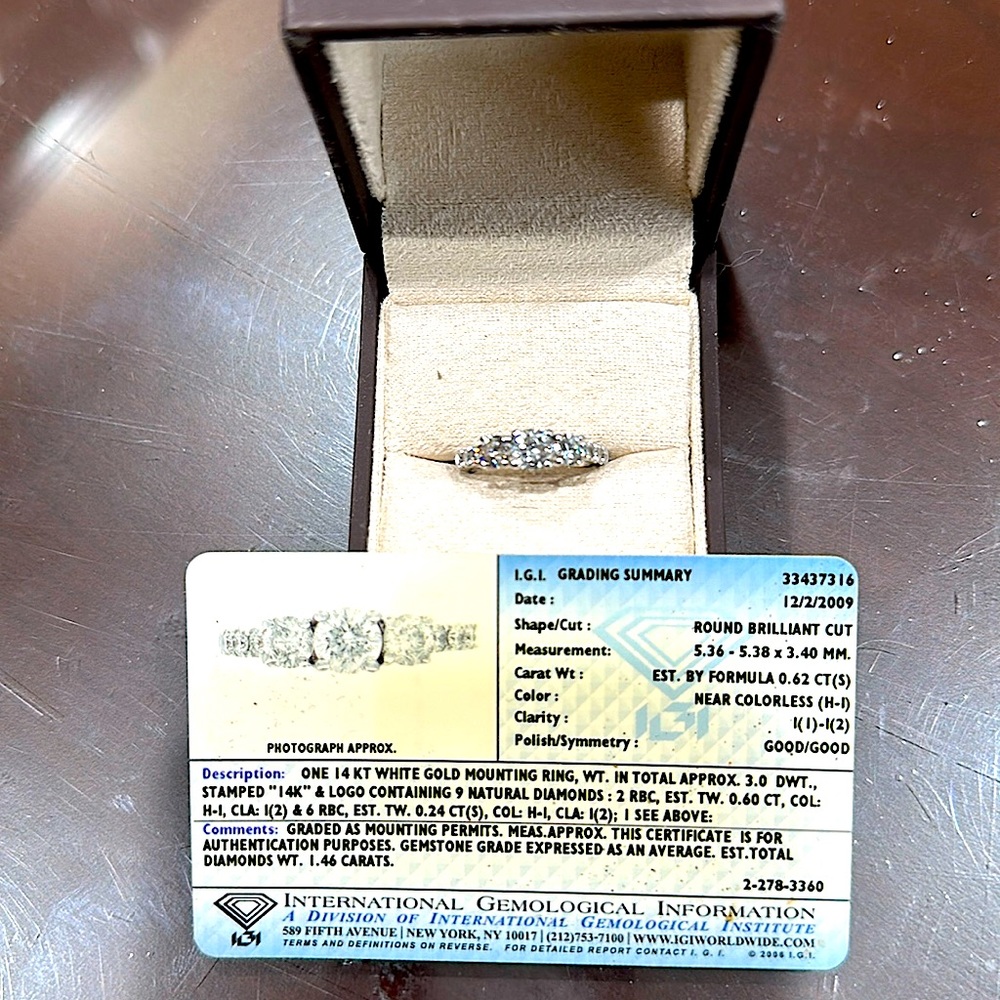 I.G.I. GRADING SUMMARY 33437316
Date : 12/2/2009
Shape/Cut : ROUND BRILLIANT CUT
Measurement: 5.36 - 5.38 x 3.40 MM.
Carat Wt : EST. BY FORMULA 0.62 CT(S)
Color : NEAR COLORLESS (H-I)
Clarity : I(1)-I(2)
Polish/Symmetry : GOOD/GOOD
IGI
PHOTOGRAPH APPROX.
Description: ONE 14 KT WHITE GOLD MOUNTING RING, WT. IN TOTAL APPROX. 3.0 DWT.,
STAMPED "14K" & LOGO CONTAINING 9 NATURAL DIAMONDS : 2 RBC, EST. TW. 0.60 CT, COL:
H-I, CLA: I(2) & 6 RBC, EST. TW. 0.24 CT(S), COL: H-I, CLA: I(2); 1 SEE ABOVE:
Comments: GRADED AS MOUNTING PERMITS. MEAS.APPROX. THIS CERTIFICATE IS FOR
AUTHENTICATION PURPOSES. GEMSTONE GRADE EXPRESSED AS AN AVERAGE. EST.TOTAL
DIAMONDS WT. 1.46 CARATS.
2-278-3360
INTERNATIONAL GEMOLOGICAL INFORMATION
A DIVISION OF INTERNATIONAL GEMOLOGICAL INSTITUTE
589 FIFTH AVENUE | NEW YORK, NY 10017 | (212)753-7100 | WWW.IGIWORLDWIDE.COM
IGI
TERMS AND DEFINITIONS ON REVERSE. FOR DETAILED REPORT CONTACT I. G. I. © 2006 I.G.I.